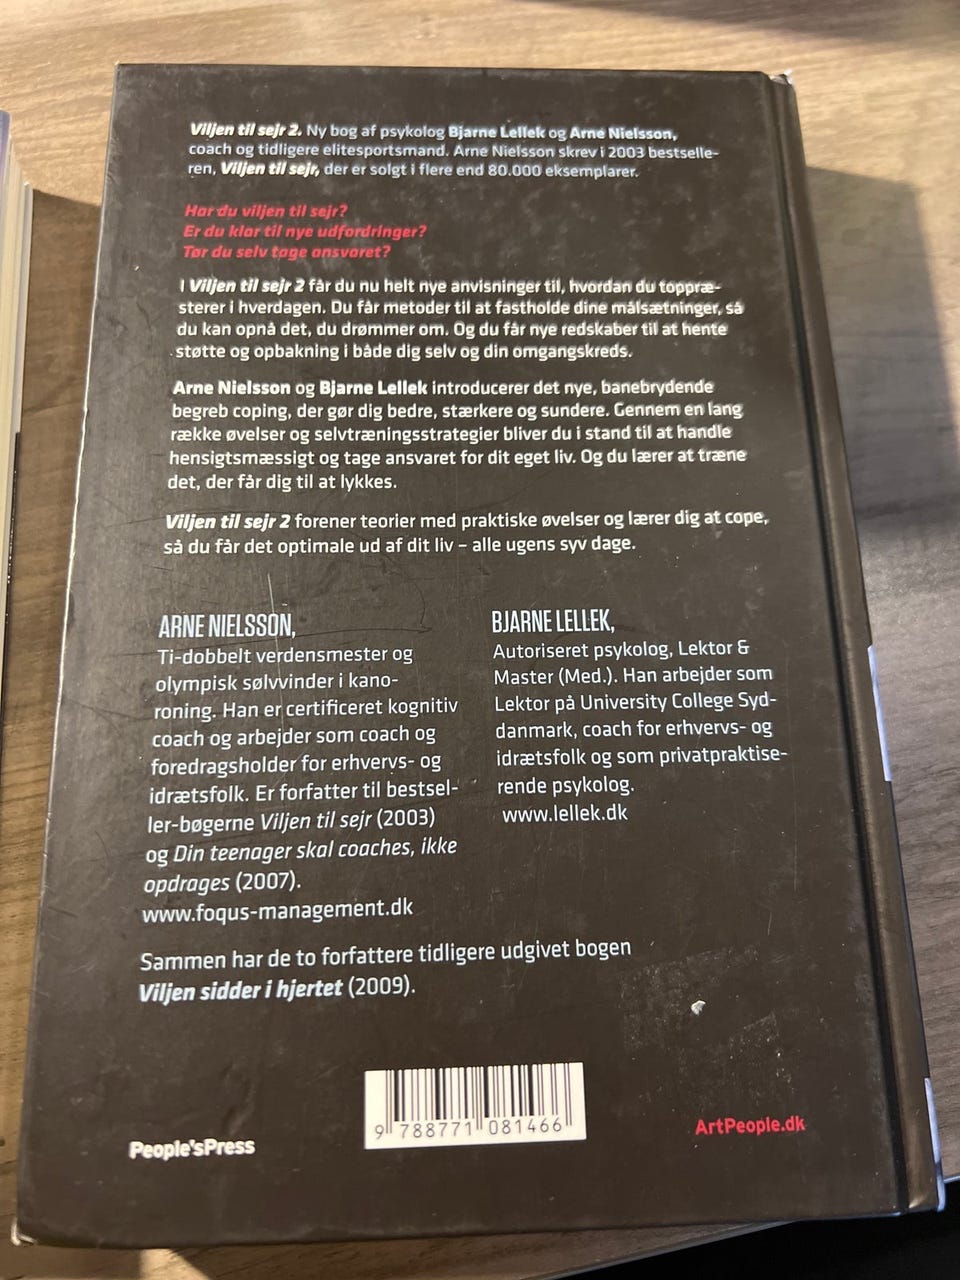 Viljen til sejr 2. Ny bog af psykolog Bjarne Lellek og Arne Nielsson,
coach og tidligere elitesportsmand. Arne Nielsson skrev i 2003 bestselle-
ren, Viljen til sejr, der er solgt i flere end 80.000 eksemplarer.
Har du viljen til sejr?
Er du klar til nye udfordringer?
Tør du selv tage ansvaret?
I Viljen til sejr 2 får du nu helt nye anvisninger til, hvordan du toppræ-
sterer i hverdagen. Du får metoder til at fastholde dine målsætninger, så
du kan opnå det, du drømmer om. Og du får nye redskaber til at hente
støtte og opbakning i både dig selv og din omgangskreds.
Arne Nielsson og Bjarne Lellek introducerer det nye, banebrydende
begreb coping, der gør dig bedre, stærkere og sundere. Gennem en lang
række øvelser og selvtræningsstrategier bliver du i stand til at handle
hensigtsmæssigt og tage ansvaret for dit eget liv. Og du lærer at træne
det, der får dig til at lykkes.
Viljen til sejr 2 forener teorier med praktiske øvelser og lærer dig at cope,
så du får det optimale ud af dit liv – alle ugens syv dage.
ARNE NIELSSON,
Ti-dobbelt verdensmester og
olympisk sølvvinder i kano-
roning. Han er certificeret kognitiv
coach og arbejder som coach og
foredragsholder for erhvervs- og
idrætsfolk. Er forfatter til bestsel-
ler-bøgerne Viljen til sejr (2003)
og Din teenager skal coaches, ikke
opdrages (2007).
www.foqus-management.dk
BJARNE LELLEK,
Autoriseret psykolog, Lektor &
Master (Med.). Han arbejder som
Lektor på University College Syd-
danmark, coach for erhvervs- og
idrætsfolk og som privatpraktise-
rende psykolog.
www.lellek.dk
Sammen har de to forfattere tidligere udgivet bogen
Viljen sidder i hjertet (2009).
9 788771 081466
People'sPress
ArtPeople.dk